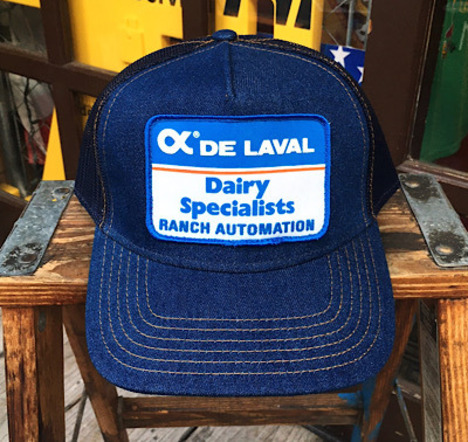 α® DE LAVAL
Dairy
Specialists
RANCH AUTOMATION